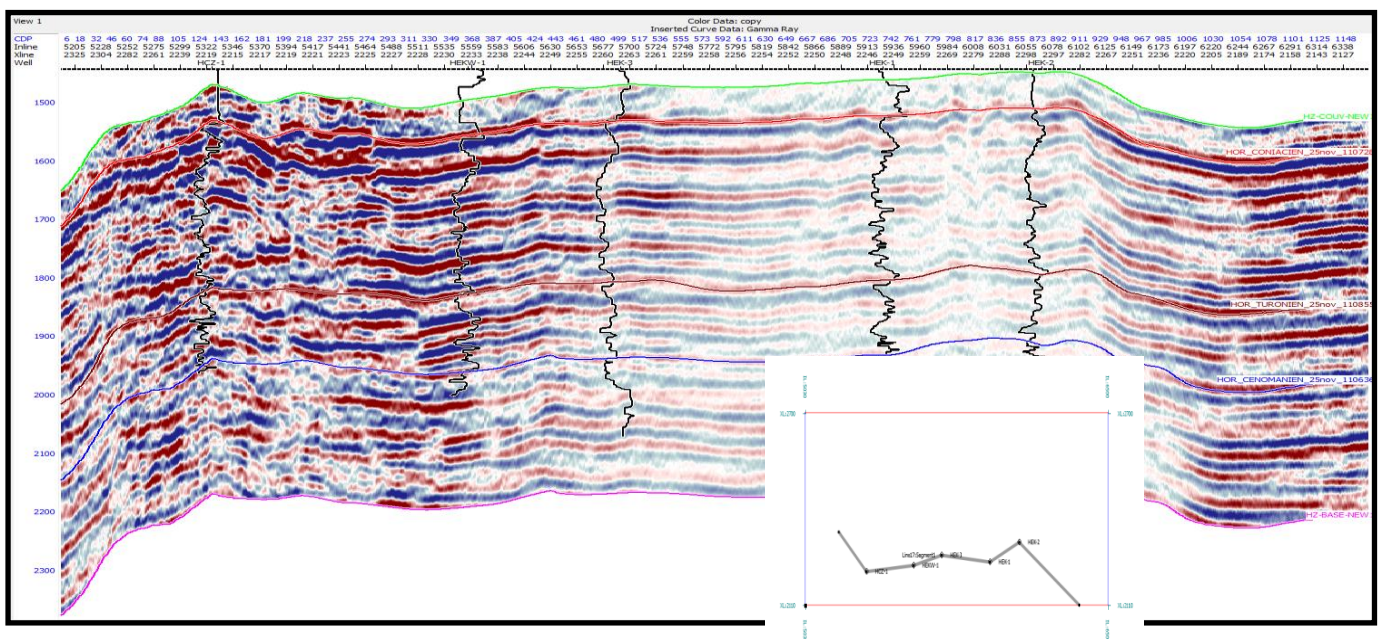 View 1
Color Data: copy
Inserted Curve Data: Gamma Ray
CDP 6 18 32 46 60 74 88 105 124 143 162 181 199 218 236 255 274 293 311 330 349 368 387 405 424 443 461 480 499 517 536 555 573 592 611 630 649 667 686 705 723 742 761 779 798 817 836 855 873 892 911 929 948 967 985 1006 1030 1054 1078 1101 1125 1148
Inline 5205 5228 5252 5275 5299 5322 5346 5370 5394 5417 5441 5464 5488 5511 5535 5559 5583 5606 5630 5653 5677 5700 5724 5748 5772 5795 5819 5842 5866 5889 5913 5936 5960 5984 6008 6031 6055 6078 6102 6125 6149 6173 6197 6220 6244 6267 6291 6314 6338
Xline 2325 2304 2282 2261 2239 2219 2215 2217 2219 2221 2223 2225 2227 2228 2230 2233 2238 2244 2249 2255 2260 2263 2261 2259 2258 2256 2254 2252 2250 2248 2246 2249 2259 2269 2279 2288 2298 2297 2282 2267 2251 2236 2220 2205 2189 2174 2158 2143 2127
Well HCZ-1 HEKW-1 HEK-3 HEK-1 HEK-2
1500
HZ-COUV-NEW
HOR_CONIACIEN_25nov_11072
1600
1700
1800
HOR_TURONIEN_25nov_11085
1900
HOR_CENOMANIEN_25nov_11063
2000
2100
2200
HZ-BASE-NEW
2300
XL:2700
XL:2700
HEK-2
Line17:Segment1
HEK-3
HEK-1
HCZ-1
HEKW-1